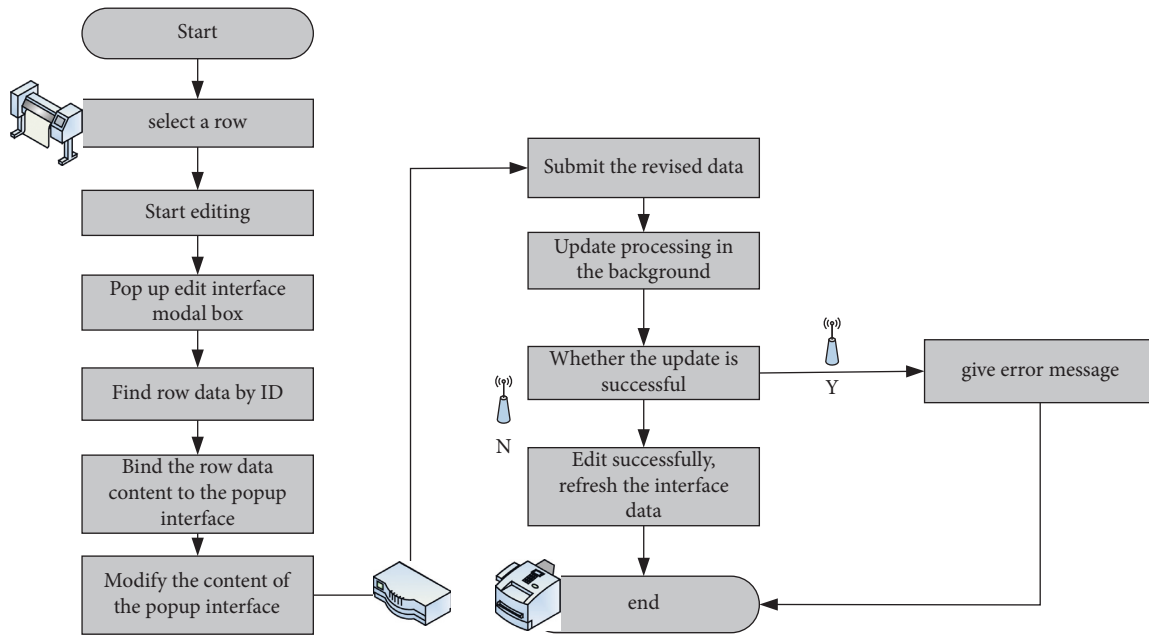 Start
select a row
Start editing
Pop up edit interface
modal box
Find row data by ID
Bind the row data
content to the popup
interface
Modify the content of
the popup interface
Submit the revised data
Update processing in
the background
Whether the update is
successful
Y
give error message
N
Edit successfully,
refresh the interface
data
end